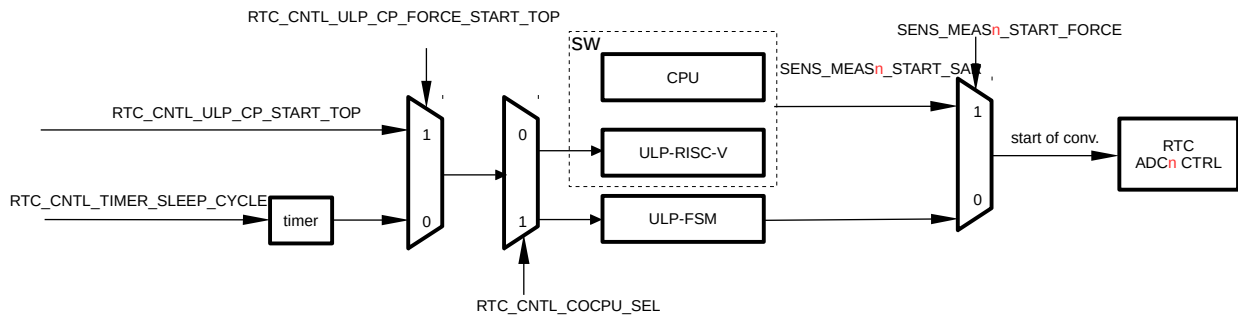 RTC_CNTL_ULP_CP_FORCE_START_TOP
SW
SENS_MEASn_START_FORCE
CPU
SENS_MEASn_START_SAR
RTC_CNTL_ULP_CP_START_TOP
1
0
1
start of conv.
RTC
ADCn CTRL
ULP-RISC-V
RTC_CNTL_TIMER_SLEEP_CYCLE
timer
0
1
ULP-FSM
0
RTC_CNTL_COCPU_SEL